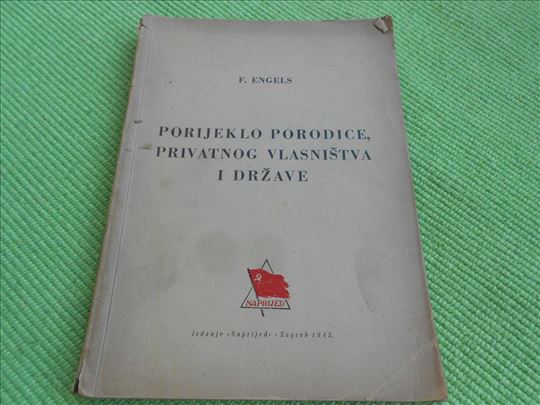 F. ENGELS
PORIJEKLO PORODICE,
PRIVATNOG VLASNIŠTVA
I DRŽAVE
NAPRIJED
Izdanje »Naprijed« - Zagreb 1945.